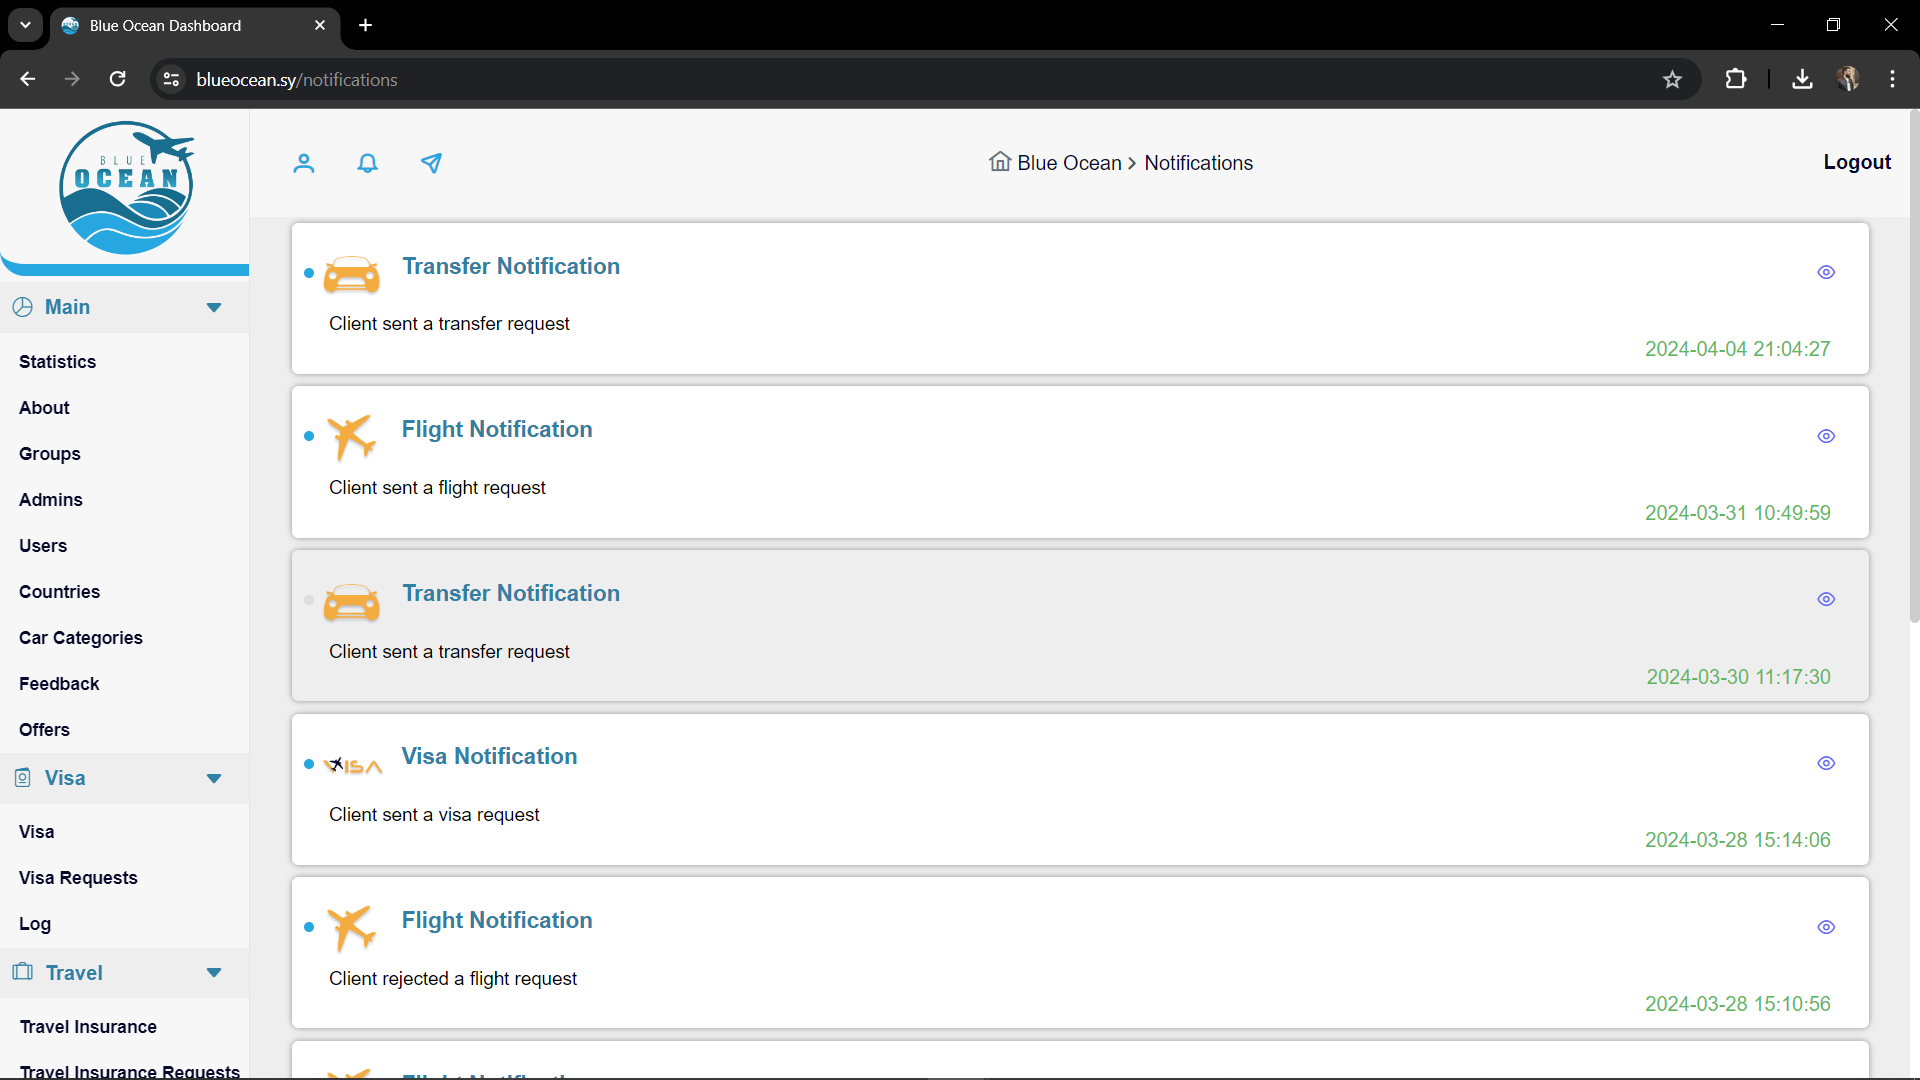 Blue Ocean Dashboard
blueocean.sy/notifications
BLUE
OCEAN
Blue Ocean > Notifications
Logout
Main
Statistics
About
Groups
Admins
Users
Countries
Car Categories
Feedback
Offers
Visa
Visa
Visa Requests
Log
Travel
Travel Insurance
Travel Insurance Requests
Transfer Notification
Client sent a transfer request
2024-04-04 21:04:27
Flight Notification
Client sent a flight request
2024-03-31 10:49:59
Transfer Notification
Client sent a transfer request
2024-03-30 11:17:30
VISA
Visa Notification
Client sent a visa request
2024-03-28 15:14:06
Flight Notification
Client rejected a flight request
2024-03-28 15:10:56